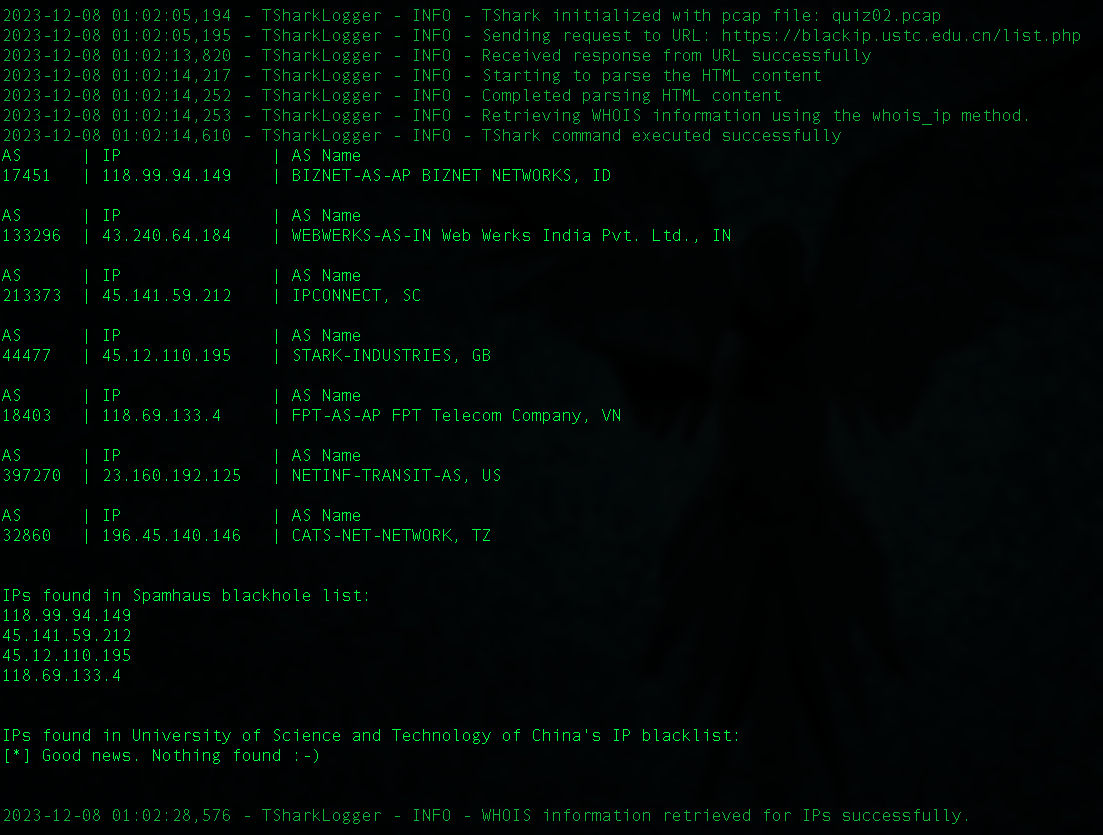 2023-12-08 01:02:05,194 - TSharkLogger - INFO - TShark initialized with pcap file: quiz02.pcap
2023-12-08 01:02:05,195 - TSharkLogger - INFO - Sending request to URL: https://blackip.ustc.edu.cn/list.php
2023-12-08 01:02:13,820 - TSharkLogger - INFO - Received response from URL successfully
2023-12-08 01:02:14,217 - TSharkLogger - INFO - Starting to parse the HTML content
2023-12-08 01:02:14,252 - TSharkLogger - INFO - Completed parsing HTML content
2023-12-08 01:02:14,253 - TSharkLogger - INFO - Retrieving WHOIS information using the whois_ip method.
2023-12-08 01:02:14,610 - TSharkLogger - INFO - TShark command executed successfully
AS      | IP               | AS Name
17451   | 118.99.94.149    | BIZNET-AS-AP BIZNET NETWORKS, ID

AS      | IP               | AS Name
133296  | 43.240.64.184    | WEBWERKS-AS-IN Web Werks India Pvt. Ltd., IN

AS      | IP               | AS Name
213373  | 45.141.59.212    | IPCONNECT, SC

AS      | IP               | AS Name
44477   | 45.12.110.195    | STARK-INDUSTRIES, GB

AS      | IP               | AS Name
18403   | 118.69.133.4     | FPT-AS-AP FPT Telecom Company, VN

AS      | IP               | AS Name
397270  | 23.160.192.125   | NETINF-TRANSIT-AS, US

AS      | IP               | AS Name
32860   | 196.45.140.146   | CATS-NET-NETWORK, TZ

IPs found in Spamhaus blackhole list:
118.99.94.149
45.141.59.212
45.12.110.195
118.69.133.4

IPs found in University of Science and Technology of China's IP blacklist:
[*] Good news. Nothing found :-)

2023-12-08 01:02:28,576 - TSharkLogger - INFO - WHOIS information retrieved for IPs successfully.